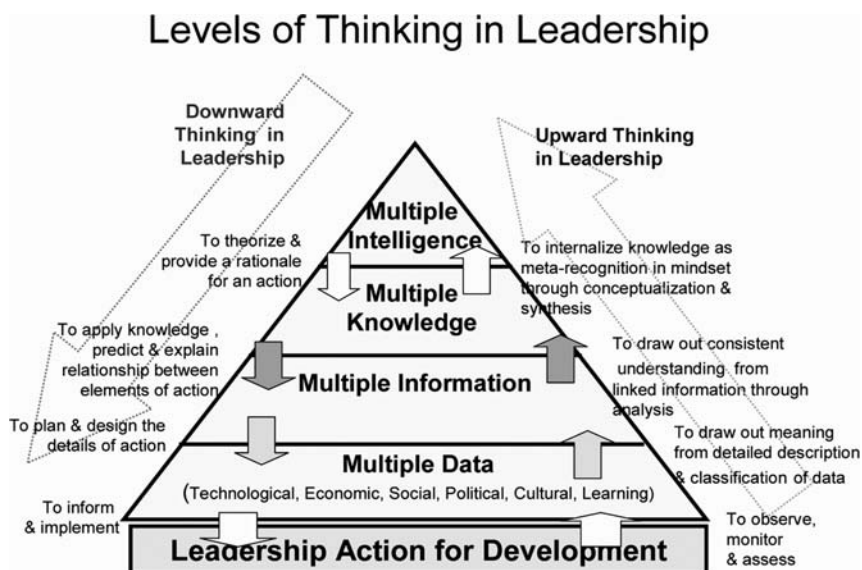 Levels of Thinking in Leadership
Downward
Thinking in
Leadership
Upward Thinking
in Leadership
Multiple
Intelligence
To theorize &
provide a rationale
for an action
To internalize knowledge as
meta-recognition in mindset
through conceptualization &
synthesis
Multiple
Knowledge
To apply knowledge ,
predict & explain
relationship between
elements of action
To draw out consistent
understanding from
linked information through
analysis
Multiple Information
To plan & design the
details of action
To draw out meaning
from detailed description
& classification of data
Multiple Data
(Technological, Economic, Social, Political, Cultural, Learning)
To inform
& implement
To observe,
monitor
& assess
Leadership Action for Development